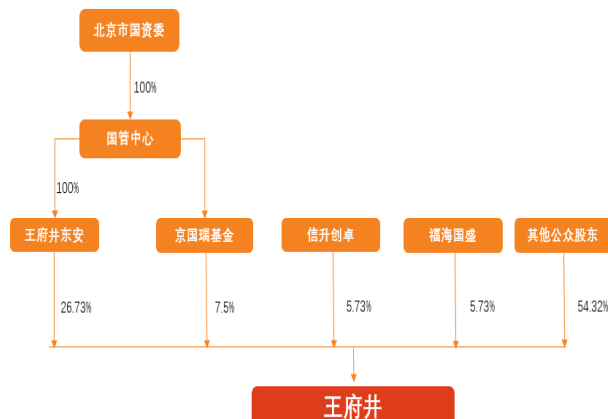 北京市国资委
100%
国管中心
100%
王府井东安
京国瑞基金
信升创卓
福海国盛
其他公众股东
26.73%
7.5%
5.73%
5.73%
54.32%
王府井